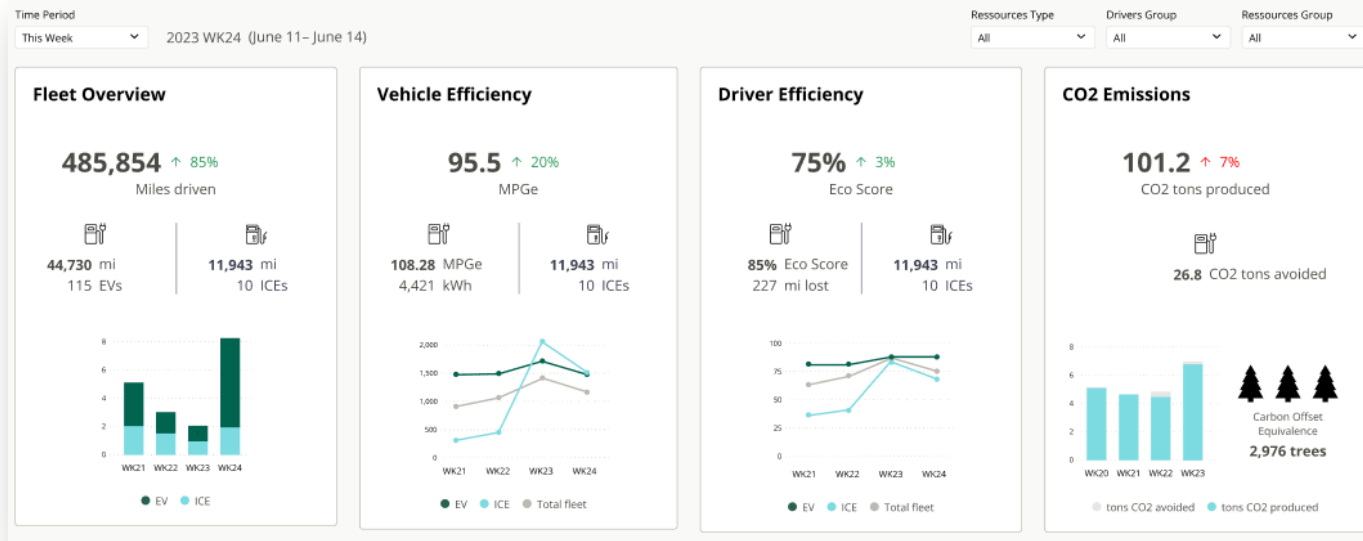 Time Period
This Week
2023 WK24 (June 11– June 14)
Ressources Type
All
Drivers Group
All
Ressources Group
All
Fleet Overview
485,854 ↑ 85%
Miles driven
44,730 mi
115 EVs
11,943 mi
10 ICEs
8
6
4
2
0
WK21 WK22 WK23 WK24
EV ICE
Vehicle Efficiency
95.5 ↑ 20%
MPGe
108.28 MPGe
4,421 kWh
11,943 mi
10 ICEs
2,000
1,500
1,000
500
0
WK21 WK22 WK23 WK24
EV ICE Total fleet
Driver Efficiency
75% ↑ 3%
Eco Score
85% Eco Score
227 mi lost
11,943 mi
10 ICEs
100
75
50
25
0
WK21 WK22 WK23 WK24
EV ICE Total fleet
CO2 Emissions
101.2 ↑ 7%
CO2 tons produced
26.8 CO2 tons avoided
8
6
4
2
0
WK20 WK21 WK22 WK23
Carbon Offset
Equivalence
2,976 trees
tons CO2 avoided tons CO2 produced